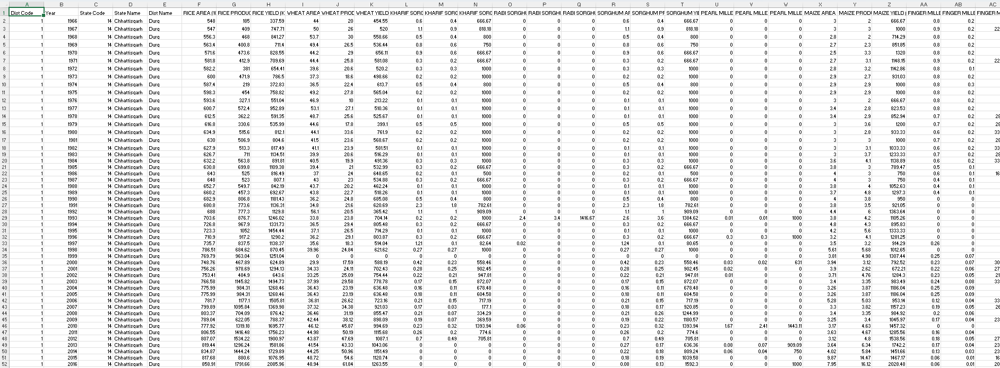 A B C D E F G H I J K L M N O P Q R S T U V W X Y Z AA AB AC
1 Dist Code Year State Code State Name Dist Name RICE AREA (1( RICE PRODUC RICE YIELD (K WHEAT AREA WHEAT PROD WHEAT YIELD KHARIF SORG KHARIF SORG KHARIF SORG RABI SORGHU RABI SORGHU RABI SORGHU SORGHUM AF SORGHUM PF SORGHUM YIE PEARL MILLE PEARL MILLE PEARL MILLE MAIZE AREA MAIZE PRODU MAIZE YIELD ( FINGER MILLE FINGER MILLE FINGER M
2 1 1966 14 Chhattisgarh Durg 548 185 337.59 44 20 454.55 0.6 0.4 666.67 0 0 0 0.6 0.4 666.67 0 0 0 3 2 666.67 0.8 0.2
3 1 1967 14 Chhattisgarh Durg 547 409 747.71 50 26 520 1.1 0.9 818.18 0 0 0 1.1 0.9 818.18 0 0 0 3 3 1000 0.9 0.2 22
4 1 1968 14 Chhattisgarh Durg 556.3 468 841.27 53.7 30 558.66 0.5 0.4 800 0 0 0 0.5 0.4 800 0 0 0 2.8 2 714.29 0.8 0.2
5 1 1969 14 Chhattisgarh Durg 563.4 400.8 711.4 49.4 26.5 536.44 0.8 0.6 750 0 0 0 0.8 0.6 750 0 0 0 2.7 2.3 851.85 0.8 0.2
6 1 1970 14 Chhattisgarh Durg 571.6 473.6 828.55 44.2 29 656.11 0.9 0.6 666.67 0 0 0 0.9 0.6 666.67 0 0 0 2.5 3.3 1320 0.8 0.2
7 1 1971 14 Chhattisgarh Durg 581.8 412.9 709.69 44.4 25.8 581.08 0.3 0.2 666.67 0 0 0 0.3 0.2 666.67 0 0 0 2.7 3.1 1148.15 0.9 0.2 22
8 1 1972 14 Chhattisgarh Durg 582.2 381 654.41 39.6 20.6 520.2 0.3 0.3 1000 0 0 0 0.3 0.3 1000 0 0 0 2.8 3.2 1142.86 0.8 0.1
9 1 1973 14 Chhattisgarh Durg 600 471.9 786.5 37.3 18.6 498.66 0.2 0.2 1000 0 0 0 0.2 0.2 1000 0 0 0 2.9 2.7 931.03 0.8 0.2
10 1 1974 14 Chhattisgarh Durg 587.4 219 372.83 36.5 22.4 613.7 0.5 0.4 800 0 0 0 0.5 0.4 800 0 0 0 2.9 2.9 1000 0.8 0.3
11 1 1975 14 Chhattisgarh Durg 598.3 454 758.82 49.2 27.8 565.04 0.2 0.2 1000 0 0 0 0.2 0.2 1000 0 0 0 2.9 2.9 1000 0.8 0.2
12 1 1976 14 Chhattisgarh Durg 593.6 327.1 551.04 46.9 10 213.22 0.1 0.1 1000 0 0 0 0.1 0.1 1000 0 0 0 3 2 666.67 0.8 0.2
13 1 1977 14 Chhattisgarh Durg 600.7 572.4 952.89 53.1 27.1 510.36 0.1 0.1 1000 0 0 0 0.1 0.1 1000 0 0 0 3.4 2.8 823.53 0.8 0.2
14 1 1978 14 Chhattisgarh Durg 612.5 362.2 591.35 48.7 25.6 525.67 0.1 0.1 1000 0 0 0 0.1 0.1 1000 0 0 0 3.4 2.9 852.94 0.7 0.2 28
15 1 1979 14 Chhattisgarh Durg 616.8 330.6 535.99 44.6 17.8 399.1 0.5 0.5 1000 0 0 0 0.5 0.5 1000 0 0 0 3 3.6 1200 0.7 0.2 28
16 1 1980 14 Chhattisgarh Durg 634.9 515.6 812.1 44.1 33.6 761.9 0.2 0.2 1000 0 0 0 0.2 0.2 1000 0 0 0 3 2.8 933.33 0.6 0.2 33
17 1 1981 14 Chhattisgarh Durg 630 506.9 804.6 41.5 23.6 568.67 0.2 0.2 1000 0 0 0 0.2 0.2 1000 0 0 0 3 3 1000 0.7 0.2 28
18 1 1982 14 Chhattisgarh Durg 627.9 513.3 817.49 41.1 23.9 581.51 0.1 0.1 1000 0 0 0 0.1 0.1 1000 0 0 0 3 3.1 1033.33 0.6 0.2 33
19 1 1983 14 Chhattisgarh Durg 626.7 711 1134.51 39.9 20.6 516.29 0.1 0.1 1000 0 0 0 0.1 0.1 1000 0 0 0 3 3.7 1233.33 0.7 0.2 28
20 1 1984 14 Chhattisgarh Durg 632.2 563.8 891.81 40.5 19.9 491.36 0.3 0.3 1000 0 0 0 0.3 0.3 1000 0 0 0 3.6 4.1 1138.89 0.6 0.2 33
21 1 1985 14 Chhattisgarh Durg 630.8 699.8 1109.38 39.4 21 532.99 0.3 0.2 666.67 0 0 0 0.3 0.2 666.67 0 0 0 3.8 3 789.47 0.5 0.1
22 1 1986 14 Chhattisgarh Durg 643 525 816.49 37 24 648.65 0.2 0.1 500 0 0 0 0.2 0.1 500 0 0 0 4 3 750 0.6 0.1 16
23 1 1987 14 Chhattisgarh Durg 648 523 807.1 43 23 534.88 0.3 0.2 666.67 0 0 0 0.3 0.2 666.67 0 0 0 4 3 750 0.4 0.1
24 1 1988 14 Chhattisgarh Durg 652.7 549.7 842.19 43.7 20.2 462.24 0.1 0.1 1000 0 0 0 0.1 0.1 1000 0 0 0 3.8 4 1052.63 0.4 0.1
25 1 1989 14 Chhattisgarh Durg 660.2 457.3 692.67 43.8 22.7 518.26 0.1 0.1 1000 0 0 0 0.1 0.1 1000 0 0 0 3.7 4.8 1297.3 0.4 0.1
26 1 1990 14 Chhattisgarh Durg 682.9 806.8 1181.43 36.2 24.8 685.08 0.5 0.4 800 0 0 0 0.5 0.4 800 0 0 0 4 3.8 950 0 0
27 1 1991 14 Chhattisgarh Durg 680.8 773.6 1136.31 34.8 21.6 620.69 2.3 1.8 782.61 0 0 0 2.3 1.8 782.61 0 0 0 3.8 3.5 921.05 0 0
28 1 1992 14 Chhattisgarh Durg 688 777.3 1129.8 56.1 20.5 365.42 1.1 1 909.09 0 0 0 1.1 1 909.09 0 0 0 4.4 6 1363.64 0 0
29 1 1993 14 Chhattisgarh Durg 703.6 876.7 1246.02 33.8 23.8 704.14 0.2 0.2 1000 2.4 3.4 1416.67 2.6 3.6 1384.62 0.01 0.01 1000 3.8 4.2 1105.26 0 0
30 1 1994 14 Chhattisgarh Durg 726.8 967.9 1331.73 36.5 29.4 805.48 0.3 0.2 666.67 0 0 0 0.3 0.2 666.67 0 0 0 4.8 4.3 895.83 0 0
31 1 1995 14 Chhattisgarh Durg 723.3 1052 1454.44 37.1 26.5 714.29 0.1 0.1 1000 0 0 0 0.1 0.1 1000 0 0 0 4.2 5.6 1333.33 0 0
32 1 1996 14 Chhattisgarh Durg 710.9 917.2 1290.2 36.2 29.1 803.87 0.3 0.2 666.67 0 0 0 0.3 0.2 666.67 0.3 0.3 1000 3.2 4.1 1281.25 0 0
33 1 1997 14 Chhattisgarh Durg 735.7 837.5 1138.37 35.6 18.3 514.04 1.21 0.1 82.64 0.02 0 0 1.24 0.1 80.65 0 0 0 3.5 3.2 914.29 0.26 0
34 1 1998 14 Chhattisgarh Durg 786.51 684.62 870.45 39.96 24.84 621.62 0.27 0.27 1000 0 0 0 0.27 0.27 1000 0 0 0 5.61 5.68 1012.65 0 0
35 1 1999 14 Chhattisgarh Durg 769.79 963.04 1251.04 0 0 0 0 0 0 0 0 0 0 0 0 0 0 0 3.81 4.98 1307.44 0.25 0.07
36 1 2000 14 Chhattisgarh Durg 748.76 467.89 624.89 29.9 17.59 588.19 0.42 0.23 558.46 0 0 0 0.42 0.23 558.46 0.03 0.02 631 3.94 3.12 792.52 0.23 0.07 30
37 1 2001 14 Chhattisgarh Durg 756.26 978.69 1294.13 34.33 24.11 702.43 0.28 0.25 902.45 0 0 0 0.28 0.25 902.45 0.02 0 0 3.9 2.62 672.21 0.22 0.06 27
38 1 2002 14 Chhattisgarh Durg 753.41 484.9 643.6 33.25 25.09 754.44 0.22 0.21 947.81 0 0 0 0.22 0.21 947.81 0.01 0 0 3.71 4.76 1284.3 0.23 0.05 21
39 1 2003 14 Chhattisgarh Durg 766.58 1145.82 1494.73 37.99 29.58 778.78 0.17 0.15 872.07 0 0 0 0.17 0.15 872.07 0 0 0 3.4 3.35 983.49 0.24 0.08 33
40 1 2004 14 Chhattisgarh Durg 775.99 984.31 1268.46 36.43 23.19 636.48 0.16 0.11 678.48 0 0 0 0.16 0.11 678.48 0 0 0 3.26 3.87 1186.04 0.25 0.09
41 1 2005 14 Chhattisgarh Durg 775.99 984.31 1268.46 36.43 23.19 636.48 0.18 0.11 604.58 0 0 0 0.18 0.11 604.58 0 0 0 3.26 3.87 1186.04 0.25 0.09
42 1 2006 14 Chhattisgarh Durg 781.7 1177.1 1505.81 36.81 26.62 723.16 0.21 0.15 717.19 0 0 0 0.21 0.15 717.19 0 0 0 5.28 5.03 953.14 0.12 0.04 33
43 1 2007 14 Chhattisgarh Durg 799.89 1095.84 1369.98 37.32 34.38 921.03 0.17 0.03 177.1 0 0 0 0.18 0.17 920.85 0 0 0 3.3 3.82 1157.23 0.19 0.05 26
44 1 2008 14 Chhattisgarh Durg 803.37 704.09 876.42 36.46 31.19 855.47 0.21 0.07 334.29 0 0 0 0.21 0.26 1244.99 0 0 0 3.4 3.35 984.92 0.2 0.06
45 1 2009 14 Chhattisgarh Durg 789.04 622.05 788.37 42.44 38.12 898.09 0.19 0.07 369.59 0 0 0 0.19 0.22 1180.57 0 0 0 3.25 3.4 1045.97 0.17 0.04 23
46 1 2010 14 Chhattisgarh Durg 777.92 1319.18 1695.77 46.12 45.87 994.69 0.23 0.32 1393.94 0.06 0 0 0.23 0.32 1393.94 1.67 2.41 1443.11 3.17 4.63 1457.32 0 0
47 1 2011 14 Chhattisgarh Durg 806.55 1416.48 1756.23 44.98 50.19 1115.68 0.26 0.2 774.6 0 0 0 0.26 0.2 774.6 0 0 0 3.63 4.67 1285.56 0.16 0.04
48 1 2012 14 Chhattisgarh Durg 807.07 1534.22 1900.97 43.87 47.69 1087.1 0.7 0.49 705.81 0 0 0 0.7 0.49 705.81 0 0 0 3.12 4.8 1538.56 0.18 0.05 27
49 1 2013 14 Chhattisgarh Durg 819.44 1296.24 1581.86 41.54 43.33 1043.06 0 0 0 0 0 0 0.27 0.17 636.36 0.08 0.07 909.09 3.64 6.34 1742.2 0.17 0.04 23
50 1 2014 14 Chhattisgarh Durg 834.87 1444.24 1729.89 44.25 50.96 1151.49 0 0 0 0 0 0 0.22 0.18 809.24 0.06 0.04 750 4.02 5.84 1451.66 0.13 0.03 23
51 1 2015 14 Chhattisgarh Durg 817.68 880.6 1076.95 48.72 54.6 1120.74 0 0 0 0 0 0 0.18 0.19 1039.58 0 0 0 9.87 14.47 1467.17 0.06 0.01 16
52 1 2016 14 Chhattisgarh Durg 858.91 1791.66 2085.96 48.94 61.84 1263.55 0 0 0 0 0 0 0.08 0.13 1592.3 0 0 1000 7.95 16.12 2028.48 0.06 0.01 20